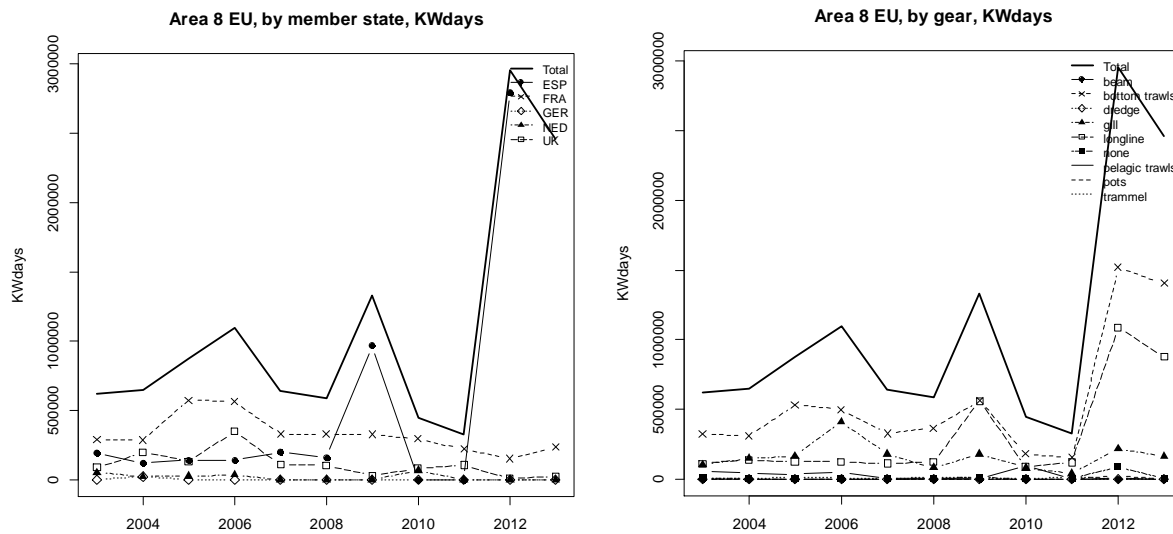 Area 8 EU, by member state, KWdays
KWdays
0
500000
1000000
2000000
3000000
2004
2006
2008
2010
2012
Total
ESP
FRA
GER
NED
UK
Area 8 EU, by gear, KWdays
KWdays
0
500000
1000000
2000000
3000000
2004
2006
2008
2010
2012
Total
beam
bottom trawls
dredge
gill
longline
none
pelagic trawls
pots
trammel